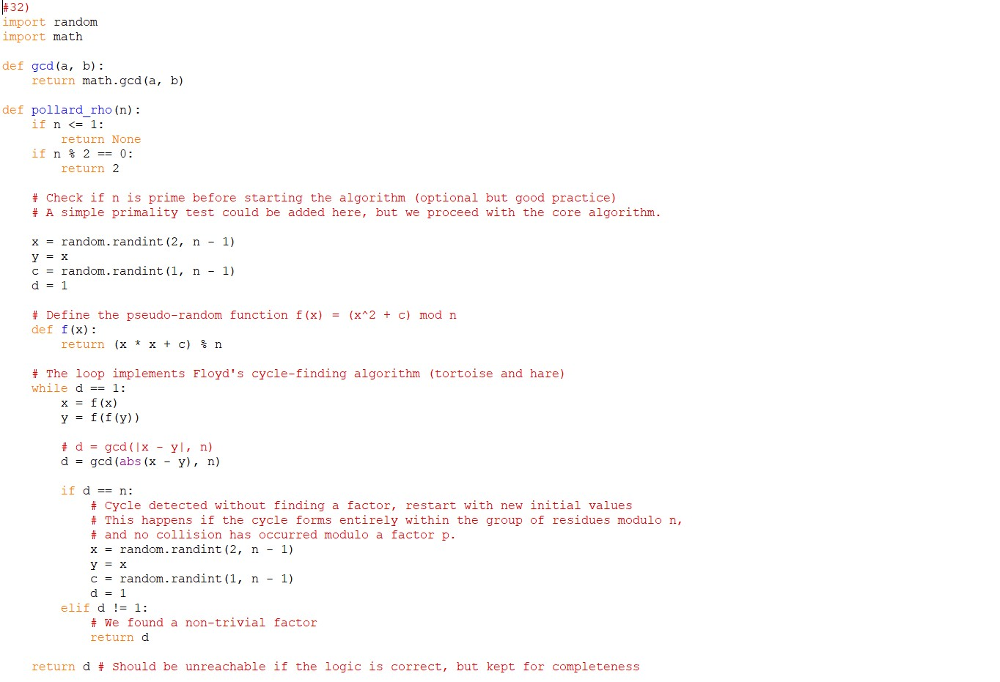 #32)
import random
import math
def gcd(a, b):
    return math.gcd(a, b)
def pollard_rho(n):
    if n <= 1:
        return None
    if n % 2 == 0:
        return 2
    # Check if n is prime before starting the algorithm (optional but good practice)
    # A simple primality test could be added here, but we proceed with the core algorithm.
    x = random.randint(2, n - 1)
    y = x
    c = random.randint(1, n - 1)
    d = 1
    # Define the pseudo-random function f(x) = (x^2 + c) mod n
    def f(x):
        return (x * x + c) % n
    # The loop implements Floyd's cycle-finding algorithm (tortoise and hare)
    while d == 1:
        x = f(x)
        y = f(f(y))
        # d = gcd(|x - y|, n)
        d = gcd(abs(x - y), n)
        if d == n:
            # Cycle detected without finding a factor, restart with new initial values
            # This happens if the cycle forms entirely within the group of residues modulo n,
            # and no collision has occurred modulo a factor p.
            x = random.randint(2, n - 1)
            y = x
            c = random.randint(1, n - 1)
            d = 1
        elif d != 1:
            # We found a non-trivial factor
            return d
    return d # Should be unreachable if the logic is correct, but kept for completeness